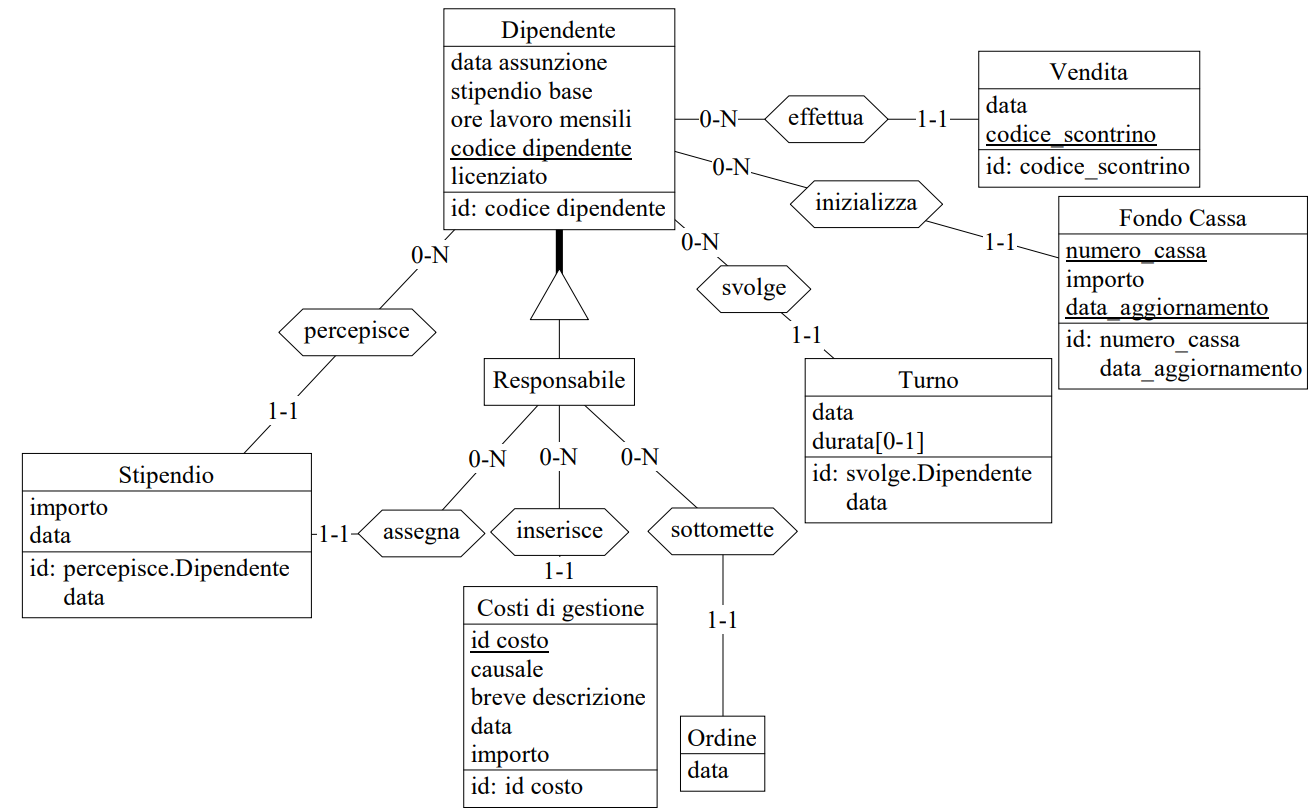 Dipendente
data assunzione
stipendio base
ore lavoro mensili
codice dipendente
licenziato
id: codice dipendente
0-N
effettua
1-1
Vendita
data
codice_scontrino
id: codice_scontrino
0-N
inizializza
1-1
Fondo Cassa
numero_cassa
importo
data_aggiornamento
id: numero_cassa
data_aggiornamento
0-N
svolge
1-1
Turno
data
durata[0-1]
id: svolge.Dipendente
data
0-N
percepisce
1-1
Responsabile
Stipendio
importo
data
id: percepisce.Dipendente
data
0-N
0-N
0-N
1-1
assegna
inserisce
sottomette
1-1
Costi di gestione
id costo
causale
breve descrizione
data
importo
id: id costo
1-1
Ordine
data